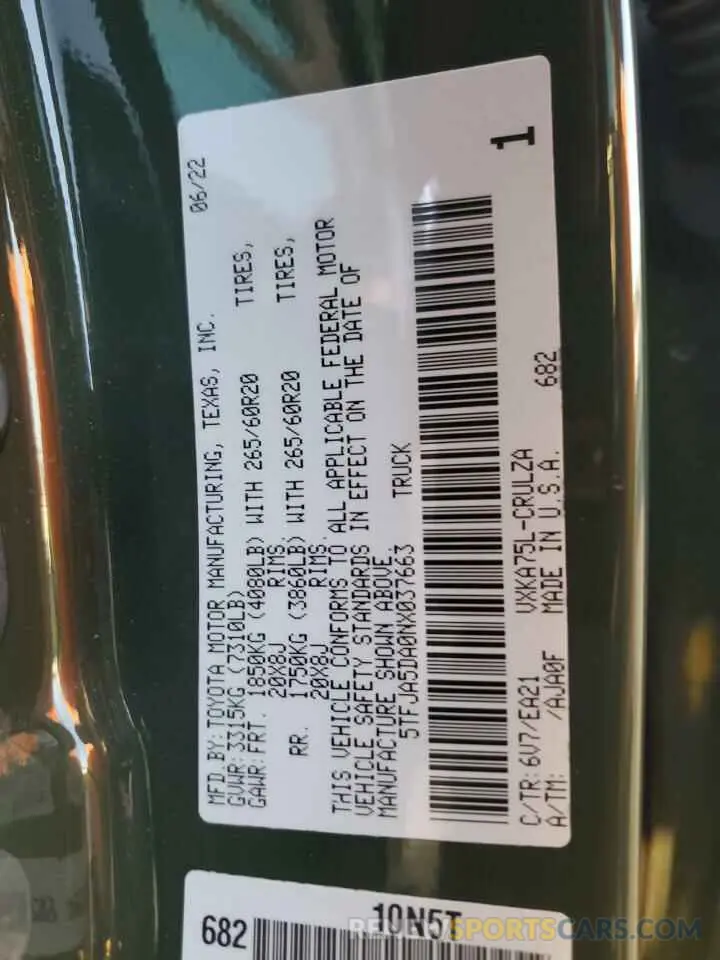 MFD. BY: TOYOTA MOTOR MANUFACTURING, TEXAS, INC. 06/22
GVWR: 3315KG (7310LB)
GAWR: FRT. 1850KG (4080LB) WITH 265/60R20 TIRES,
20X8J RIMS.
RR. 1750KG (3860LB) WITH 265/60R20 TIRES,
20X8J RIMS.
THIS VEHICLE CONFORMS TO ALL APPLICABLE FEDERAL MOTOR
VEHICLE SAFETY STANDARDS IN EFFECT ON THE DATE OF
MANUFACTURE SHOWN ABOVE.
5TFJA5DA0NX037663 TRUCK
1
C/TR: 6V7/EA21 VXKA75L-CRULZA 682
A/TM: /AJA0F MADE IN U.S.A.
682
10N5T
REPAIRABLESPORTSCARS.COM